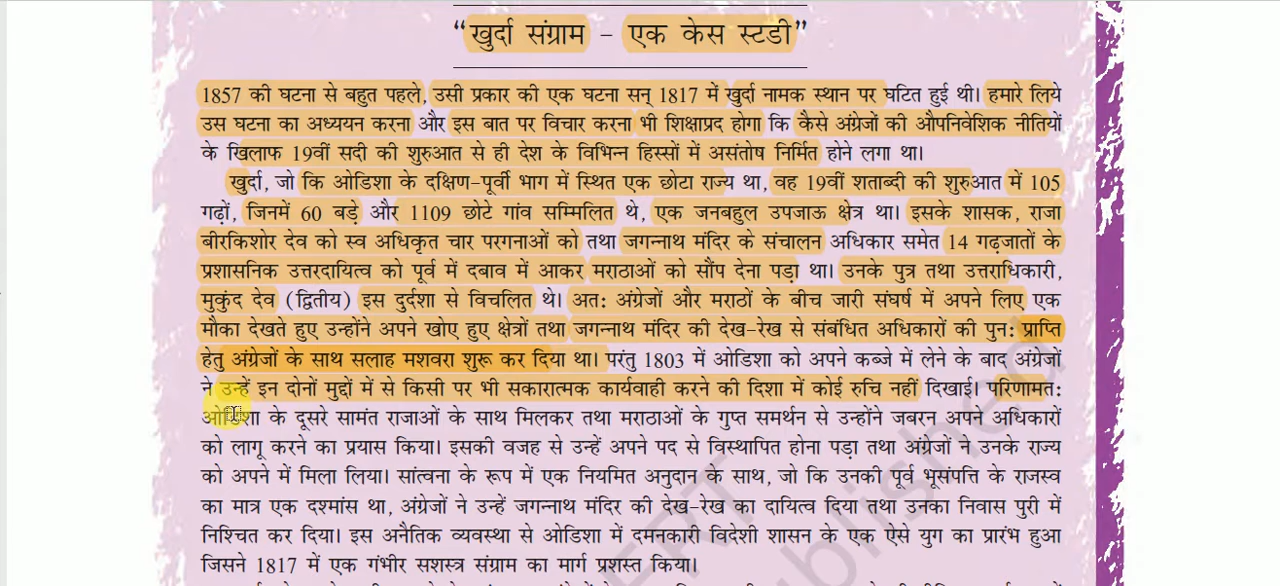 “खुर्दा संग्राम – एक केस स्टडी”
1857 की घटना से बहुत पहले, उसी प्रकार की एक घटना सन् 1817 में खुर्दा नामक स्थान पर घटित हुई थी। हमारे लिये
उस घटना का अध्ययन करना और इस बात पर विचार करना भी शिक्षाप्रद होगा कि कैसे अंग्रेजों की औपनिवेशिक नीतियों
के खिलाफ 19वीं सदी की शुरुआत से ही देश के विभिन्न हिस्सों में असंतोष निर्मित होने लगा था।
खुर्दा, जो कि ओडिशा के दक्षिण-पूर्वी भाग में स्थित एक छोटा राज्य था, वह 19वीं शताब्दी की शुरुआत में 105
गढ़ों, जिनमें 60 बड़े और 1109 छोटे गांव सम्मिलित थे, एक जनबहुल उपजाऊ क्षेत्र था। इसके शासक, राजा
बीरकिशोर देव को स्व अधिकृत चार परगनाओं को तथा जगन्नाथ मंदिर के संचालन अधिकार समेत 14 गढ़जातों के
प्रशासनिक उत्तरदायित्व को पूर्व में दबाव में आकर मराठाओं को सौंप देना पड़ा था। उनके पुत्र तथा उत्तराधिकारी,
मुकुंद देव (द्वितीय) इस दुर्दशा से विचलित थे। अत: अंग्रेजों और मराठों के बीच जारी संघर्ष में अपने लिए एक
मौका देखते हुए उन्होंने अपने खोए हुए क्षेत्रों तथा जगन्नाथ मंदिर की देख-रेख से संबंधित अधिकारों की पुन: प्राप्ति
हेतु अंग्रेजों के साथ सलाह मशवरा शुरू कर दिया था। परंतु 1803 में ओडिशा को अपने कब्जे में लेने के बाद अंग्रेजों
ने उन्हें इन दोनों मुद्दों में से किसी पर भी सकारात्मक कार्यवाही करने की दिशा में कोई रुचि नहीं दिखाई। परिणामत:
ओडिशा के दूसरे सामंत राजाओं के साथ मिलकर तथा मराठाओं के गुप्त समर्थन से उन्होंने जबरन अपने अधिकारों
को लागू करने का प्रयास किया। इसकी वजह से उन्हें अपने पद से विस्थापित होना पड़ा तथा अंग्रेजों ने उनके राज्य
को अपने में मिला लिया। सांत्वना के रूप में एक नियमित अनुदान के साथ, जो कि उनकी पूर्व भूसंपत्ति के राजस्व
का मात्र एक दशमांस था, अंग्रेजों ने उन्हें जगन्नाथ मंदिर की देख-रेख का दायित्व दिया तथा उनका निवास पुरी में
निश्चित कर दिया। इस अनैतिक व्यवस्था से ओडिशा में दमनकारी विदेशी शासन के एक ऐसे युग का प्रारंभ हुआ
जिसने 1817 में एक गंभीर सशस्त्र संग्राम का मार्ग प्रशस्त किया।